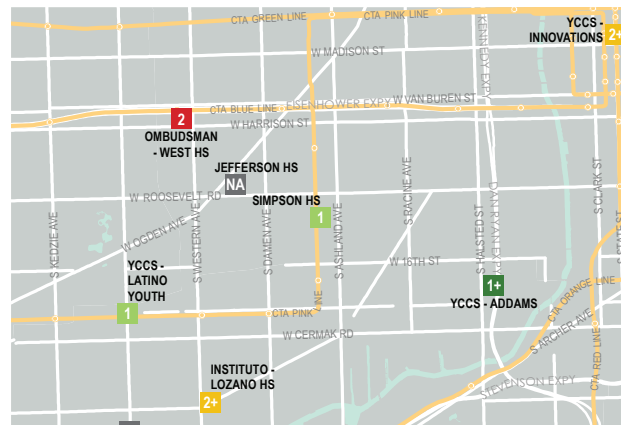 CTA GREEN LINE
CTA PINK LINE
KENNEDY EXPY
YCCS -
INNOVATIONS
2+
W MADISON ST
CTA BLUE LINE
EISENHOWER EXPY
W VAN BUREN ST
2
W HARRISON ST
OMBUDSMAN
- WEST HS
JEFFERSON HS
NA
W ROOSEVELT RD
SIMPSON HS
1
S KEDZIE AVE
W OGDEN AVE
S WESTERN AVE
S DAMEN AVE
S ASHLAND AVE
S RACINE AVE
S HALSTED ST
DAN RYAN EXPY
S CLARK ST
S STATE ST
W 16TH ST
YCCS -
LATINO
YOUTH
1
1+
YCCS - ADDAMS
CTA PINK
LINE
CTA ORANGE LINE
W CERMAK RD
S ARCHER AVE
CTA RED LINE
INSTITUTO -
LOZANO HS
2+
STEVENSON EXPY